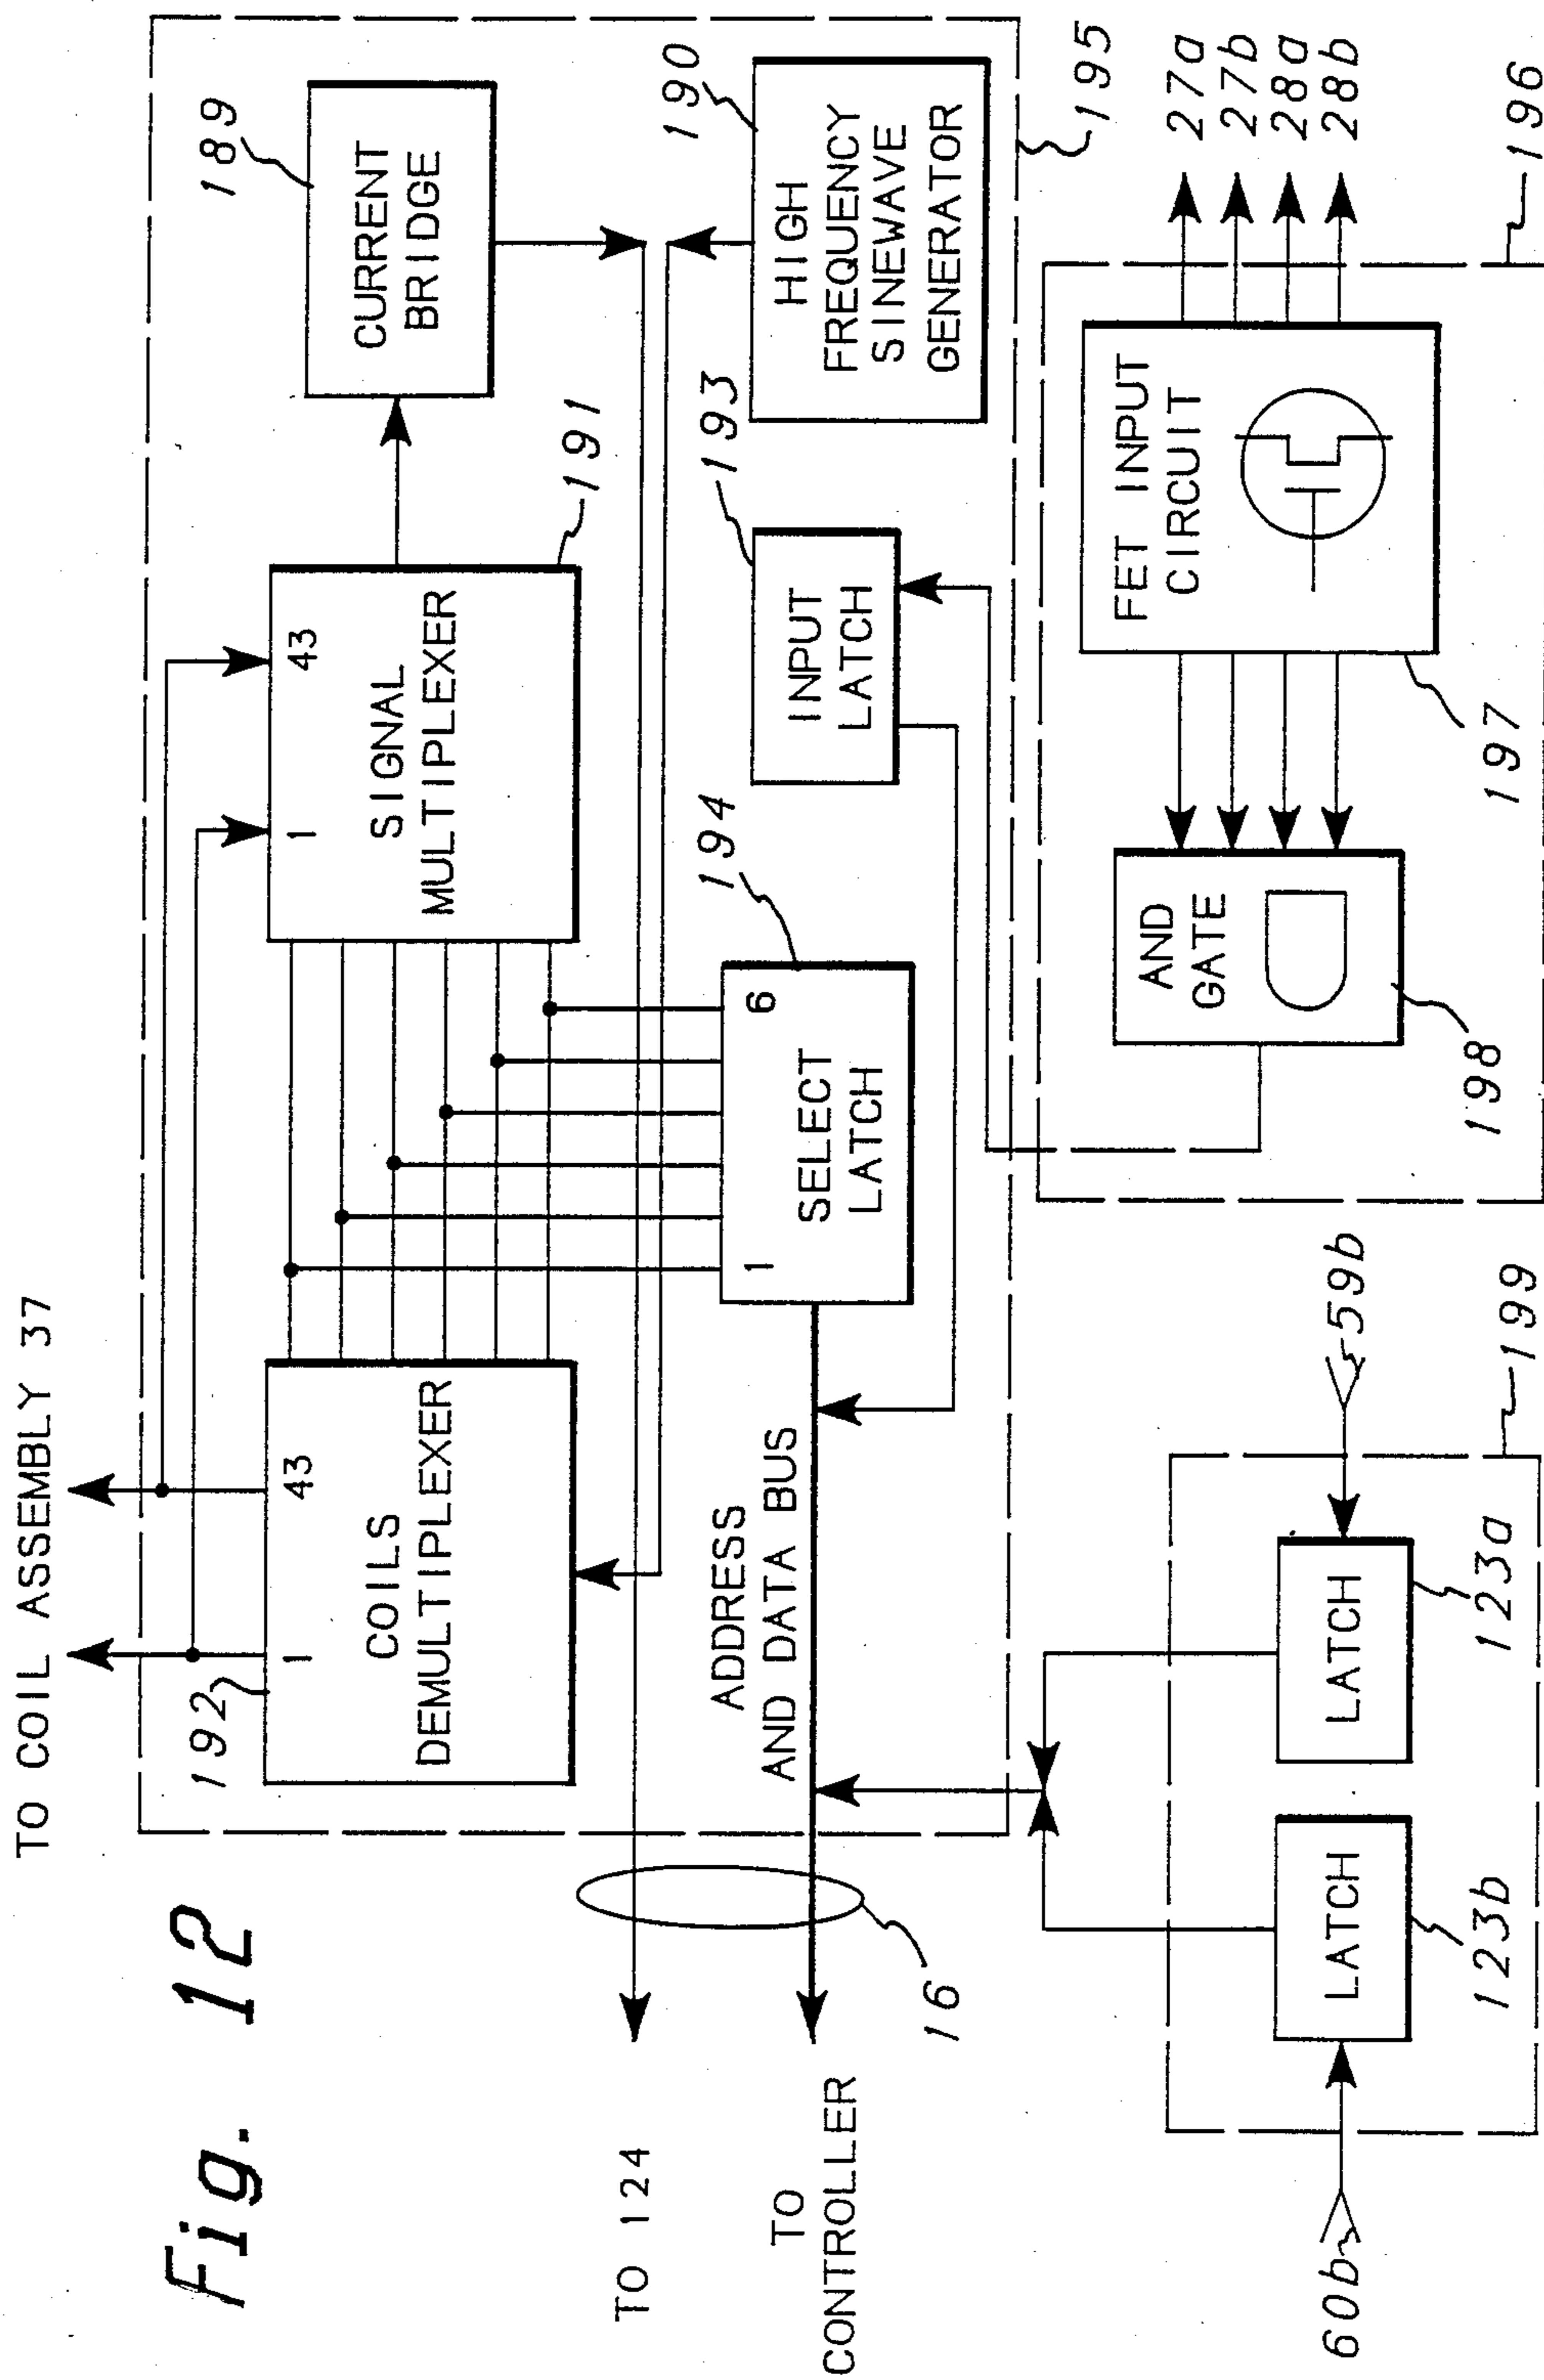 Fig. 12
TO COIL ASSEMBLY 37
192
1
43
COILS
DEMULTIPLEXER
1
43
SIGNAL
MULTIPLEXER
191
189
CURRENT
BRIDGE
190
HIGH
FREQUENCY
SINEWAVE
GENERATOR
195
193
INPUT
LATCH
194
1
6
SELECT
LATCH
ADDRESS
AND DATA BUS
TO 124
TO
CONTROLLER
16
60b
LATCH
123b
LATCH
123a
59b
199
AND
GATE
198
FET INPUT
CIRCUIT
197
27a
27b
28a
28b
196